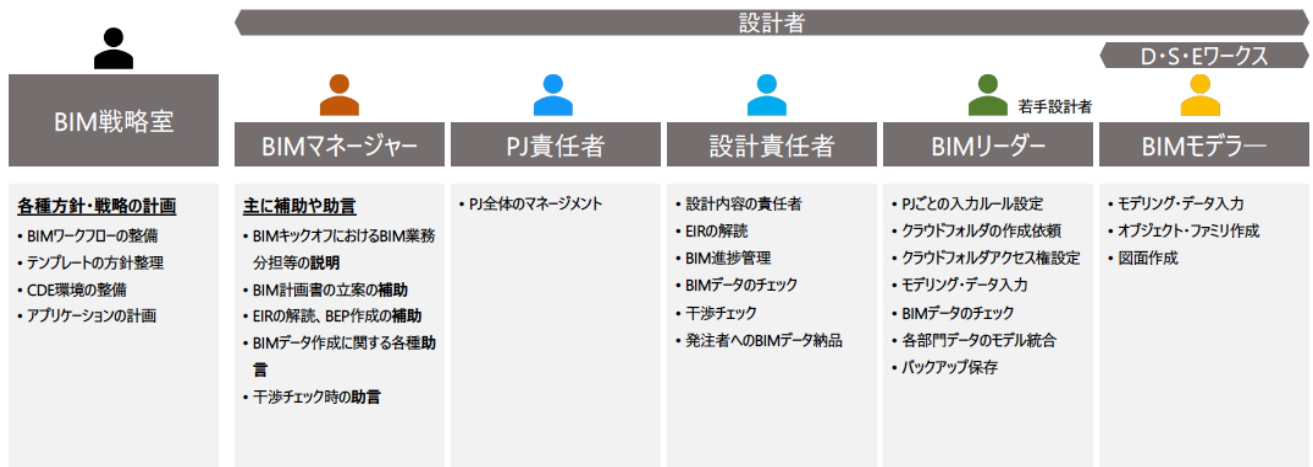 設計者
D・S・Eワークス
若手設計者
BIM戦略室
BIMマネージャー
PJ責任者
設計責任者
BIMリーダー
BIMモデラ―
各種方針・戦略の計画
・BIMワークフローの整備
・テンプレートの方針整理
・CDE環境の整備
・アプリケーションの計画
主に補助や助言
・BIMキックオフにおけるBIM業務
分担等の説明
・BIM計画書の立案の補助
・EIRの解読、BEP作成の補助
・BIMデータ作成に関する各種助
言
・干渉チェック時の助言
・PJ全体のマネージメント
・設計内容の責任者
・EIRの解読
・BIM進捗管理
・BIMデータのチェック
・干渉チェック
・発注者へのBIMデータ納品
・PJごとの入力ルール設定
・クラウドフォルダの作成依頼
・クラウドフォルダアクセス権設定
・モデリング・データ入力
・BIMデータのチェック
・各部門データのモデル統合
・バックアップ保存
・モデリング・データ入力
・オブジェクト・ファミリ作成
・図面作成